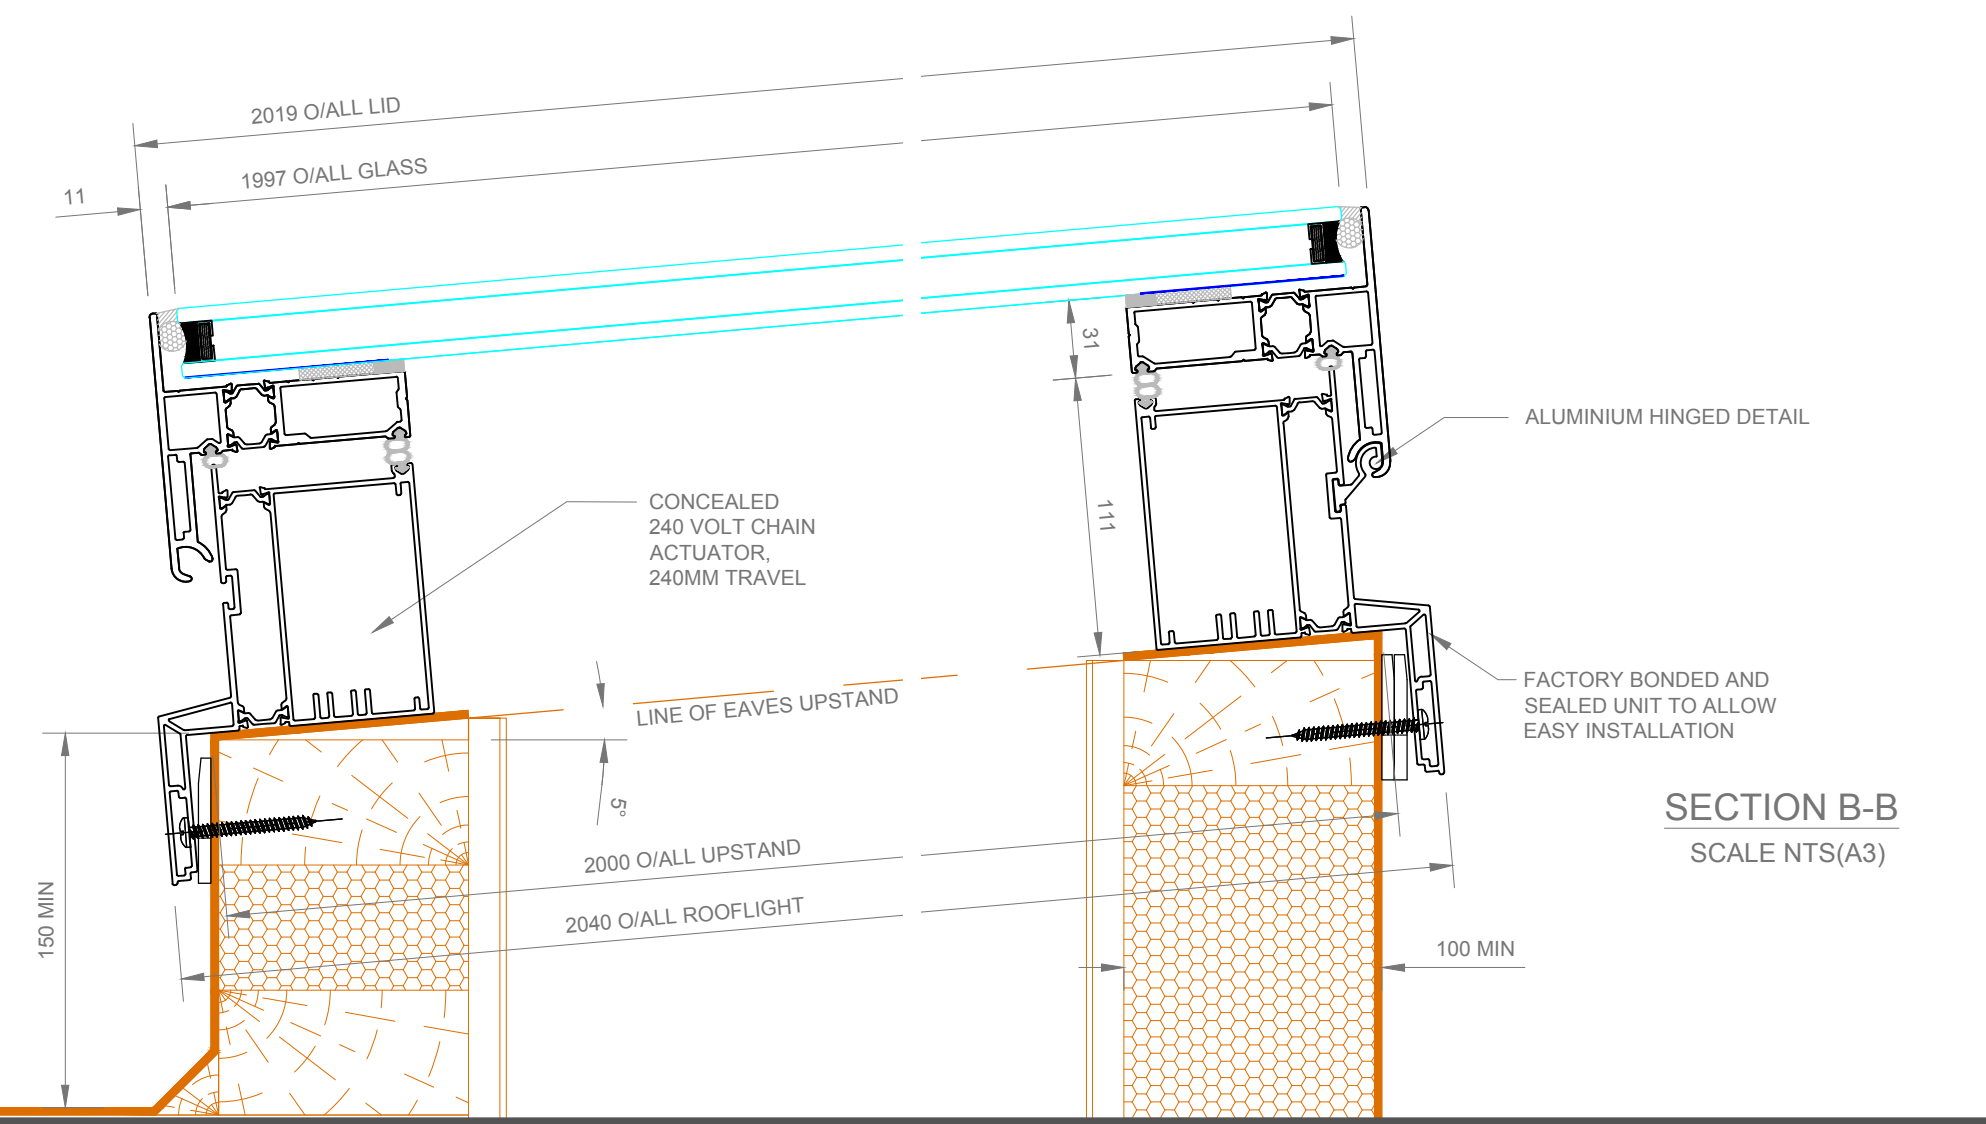 2019 O/ALL LID
1997 O/ALL GLASS
11
31
111
ALUMINIUM HINGED DETAIL
CONCEALED
240 VOLT CHAIN
ACTUATOR,
240MM TRAVEL
FACTORY BONDED AND
SEALED UNIT TO ALLOW
EASY INSTALLATION
LINE OF EAVES UPSTAND
5°
SECTION B-B
SCALE NTS(A3)
2000 O/ALL UPSTAND
2040 O/ALL ROOFLIGHT
150 MIN
100 MIN